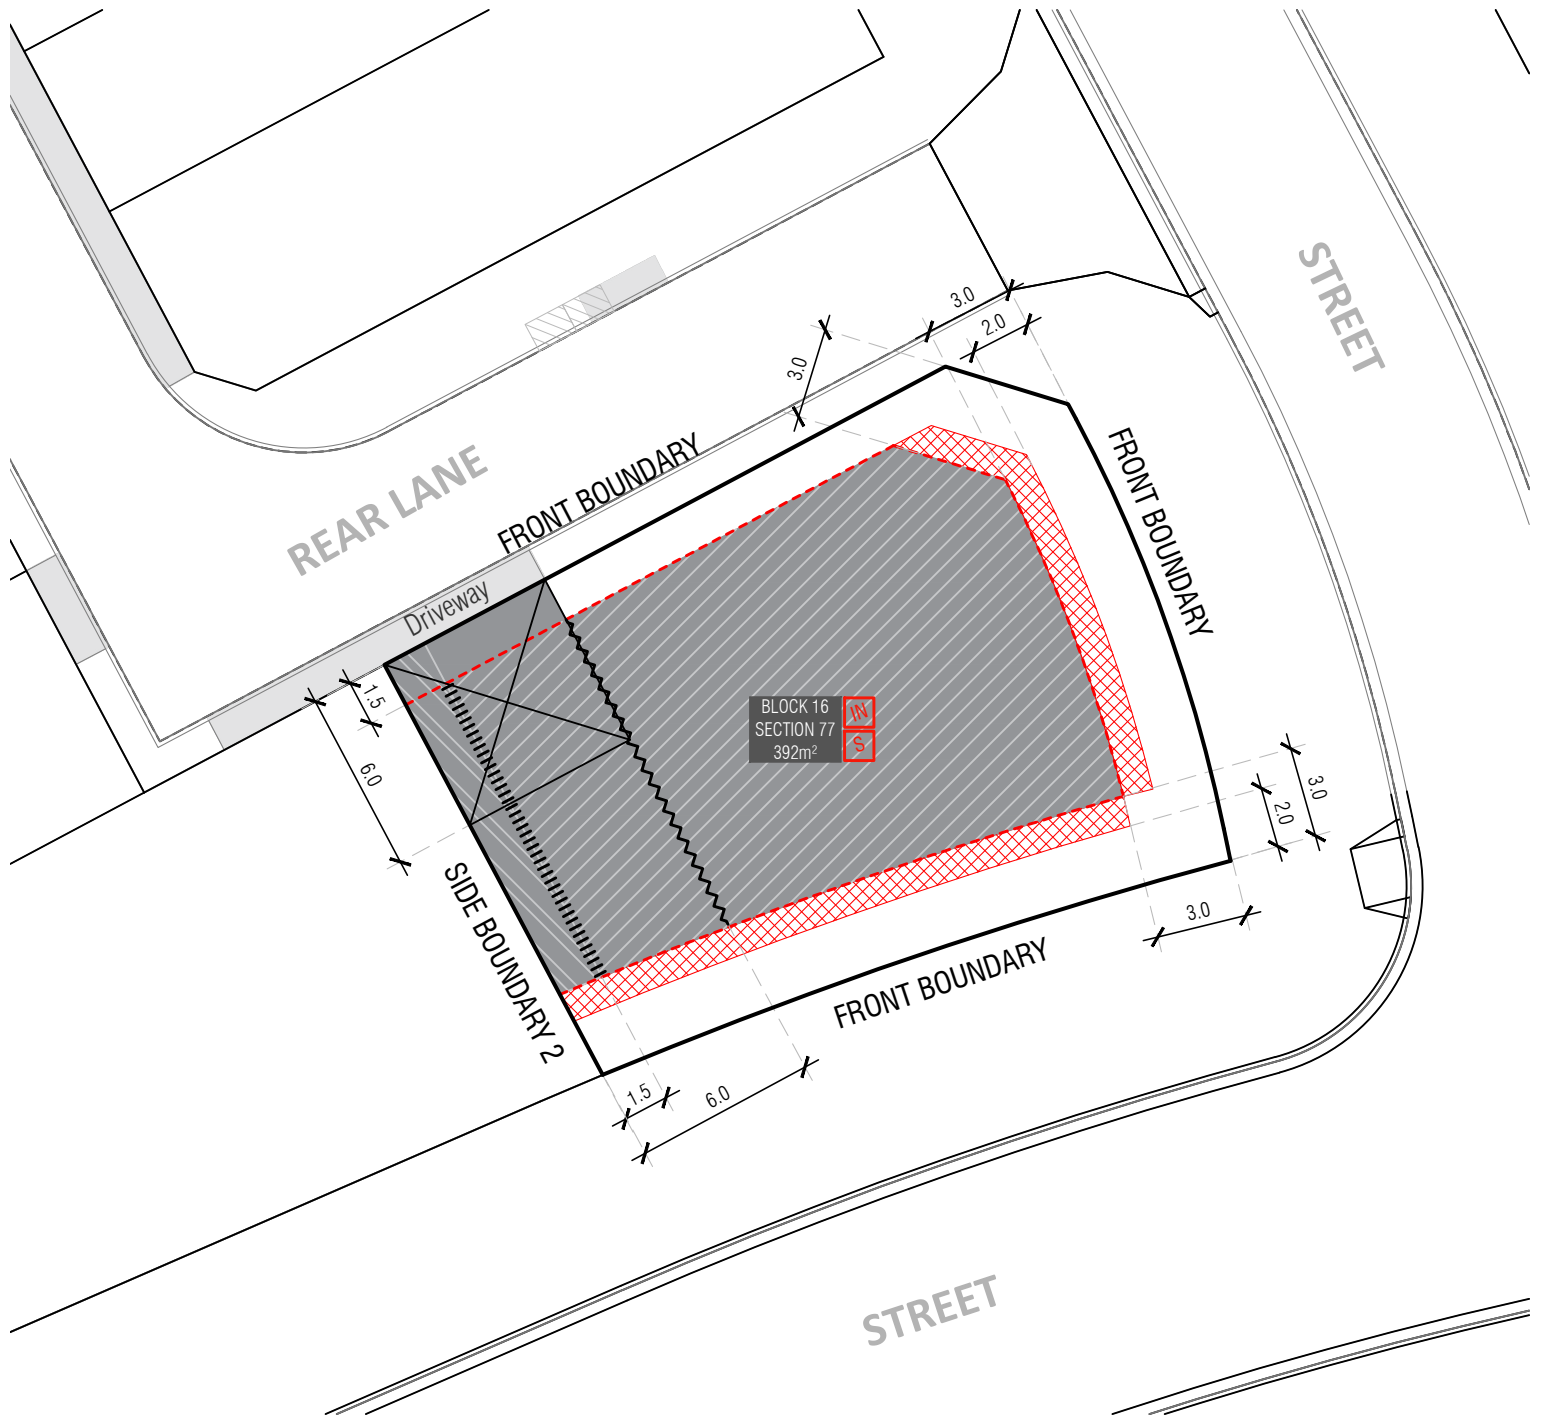 STREET
3.0
2.0
3.0
FRONT BOUNDARY
REAR LANE
FRONT BOUNDARY
Driveway
1.5
6.0
BLOCK 16
SECTION 77
392m²
IN
S
3.0
2.0
3.0
SIDE BOUNDARY 2
FRONT BOUNDARY
1.5
6.0
STREET